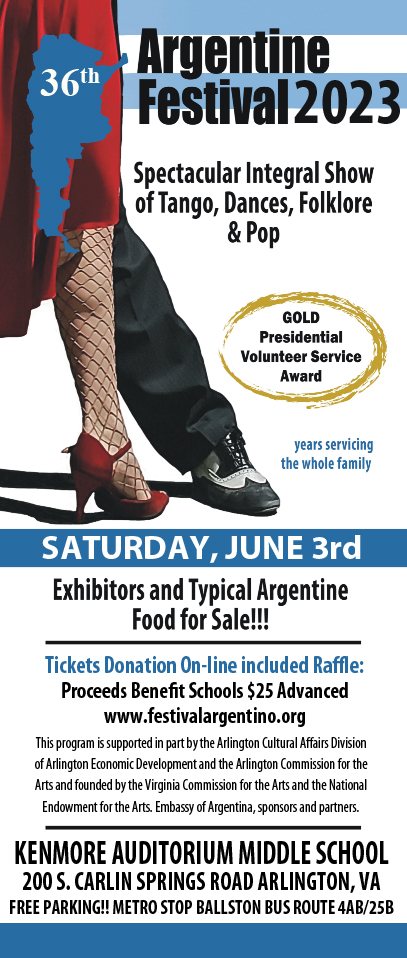 36th
Argentine
Festival 2023
Spectacular Integral Show
of Tango, Dances, Folklore
& Pop
GOLD
Presidential
Volunteer Service
Award
years servicing
the whole family
SATURDAY, JUNE 3rd
Exhibitors and Typical Argentine
Food for Sale!!!
Tickets Donation On-line included Raffle:
Proceeds Benefit Schools $25 Advanced
www.festivalargentino.org
This program is supported in part by the Arlington Cultural Affairs Division
of Arlington Economic Development and the Arlington Commission for the
Arts and founded by the Virginia Commission for the Arts and the National
Endowment for the Arts. Embassy of Argentina, sponsors and partners.
KENMORE AUDITORIUM MIDDLE SCHOOL
200 S. CARLIN SPRINGS ROAD ARLINGTON, VA
FREE PARKING!! METRO STOP BALLSTON BUS ROUTE 4AB/25B